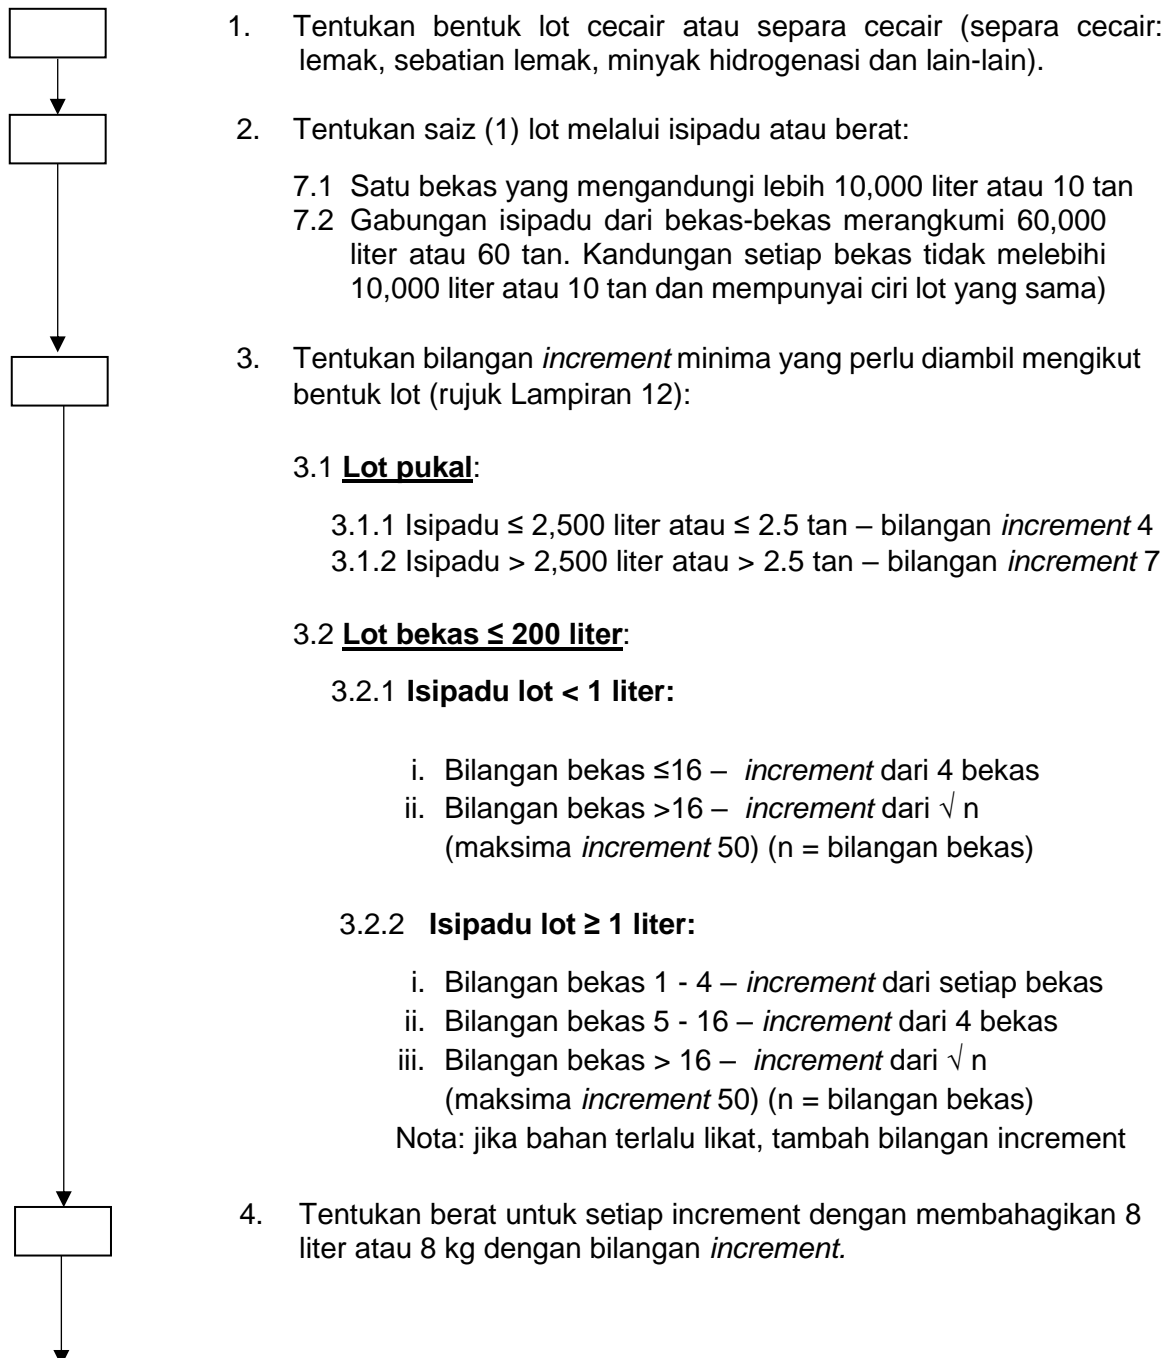 1. Tentukan bentuk lot cecair atau separa cecair (separa cecair:
lemak, sebatian lemak, minyak hidrogenasi dan lain-lain).
2. Tentukan saiz (1) lot melalui isipadu atau berat:
7.1 Satu bekas yang mengandungi lebih 10,000 liter atau 10 tan
7.2 Gabungan isipadu dari bekas-bekas merangkumi 60,000
liter atau 60 tan. Kandungan setiap bekas tidak melebihi
10,000 liter atau 10 tan dan mempunyai ciri lot yang sama)
3. Tentukan bilangan increment minima yang perlu diambil mengikut
bentuk lot (rujuk Lampiran 12):
3.1 Lot pukal:
3.1.1 Isipadu ≤ 2,500 liter atau ≤ 2.5 tan – bilangan increment 4
3.1.2 Isipadu > 2,500 liter atau > 2.5 tan – bilangan increment 7
3.2 Lot bekas ≤ 200 liter:
3.2.1 Isipadu lot < 1 liter:
i. Bilangan bekas ≤16 – increment dari 4 bekas
ii. Bilangan bekas >16 – increment dari √ n
(maksima increment 50) (n = bilangan bekas)
3.2.2 Isipadu lot ≥ 1 liter:
i. Bilangan bekas 1 - 4 – increment dari setiap bekas
ii. Bilangan bekas 5 - 16 – increment dari 4 bekas
iii. Bilangan bekas > 16 – increment dari √ n
(maksima increment 50) (n = bilangan bekas)
Nota: jika bahan terlalu likat, tambah bilangan increment
4. Tentukan berat untuk setiap increment dengan membahagikan 8
liter atau 8 kg dengan bilangan increment.